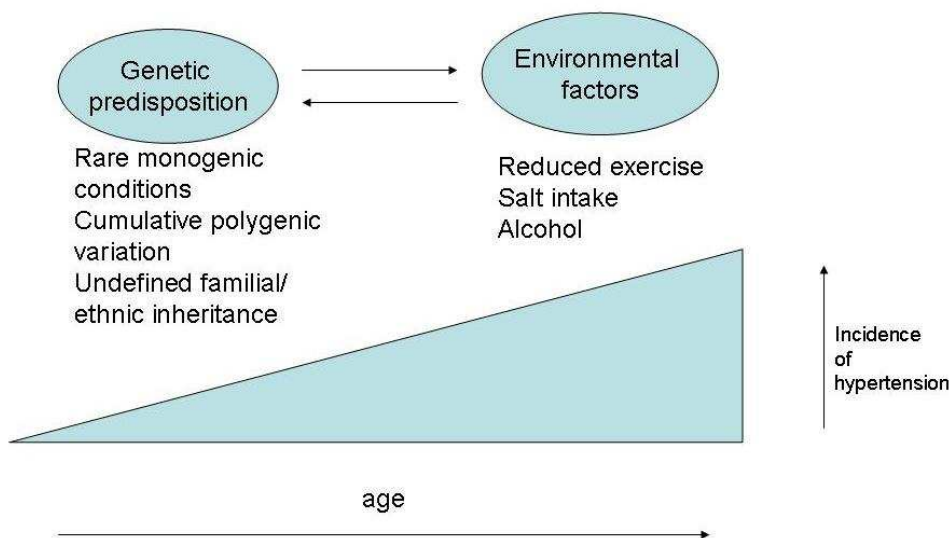 Genetic
predisposition
Environmental
factors
Rare monogenic
conditions
Cumulative polygenic
variation
Undefined familial/
ethnic inheritance
Reduced exercise
Salt intake
Alcohol
Incidence
of
hypertension
age